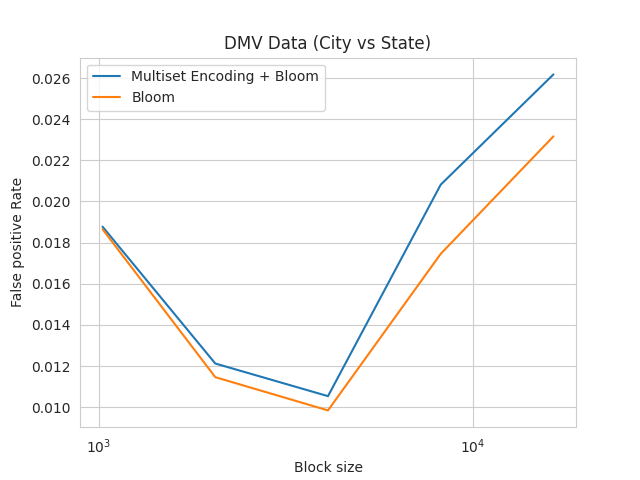 DMV Data (City vs State)
Multiset Encoding + Bloom
Bloom
0.026
0.024
0.022
0.020
0.018
0.016
0.014
0.012
0.010
False positive Rate
10³
10⁴
Block size